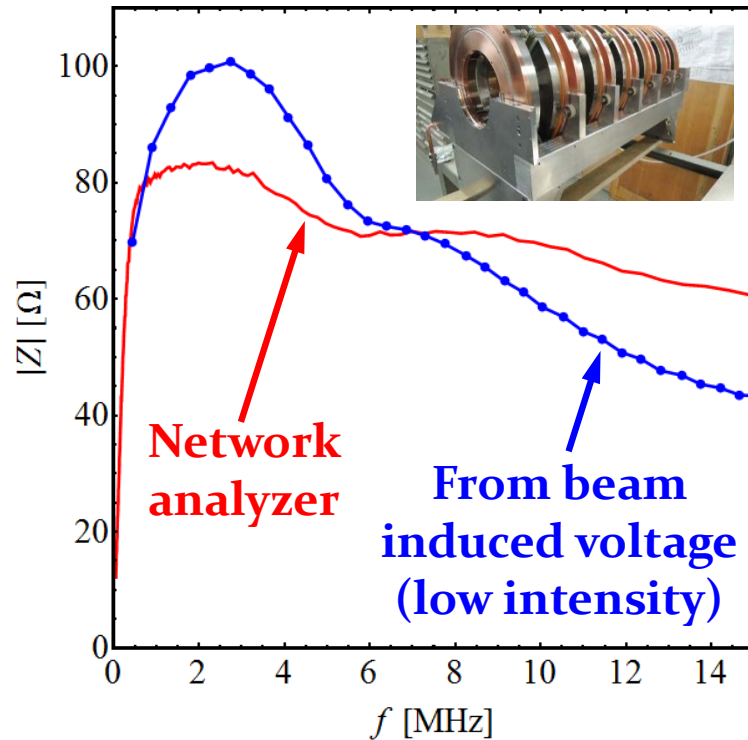 100
80
60
40
20
0
|Z| [Ω]
Network
analyzer
From beam
induced voltage
(low intensity)
0 2 4 6 8 10 12 14
f [MHz]